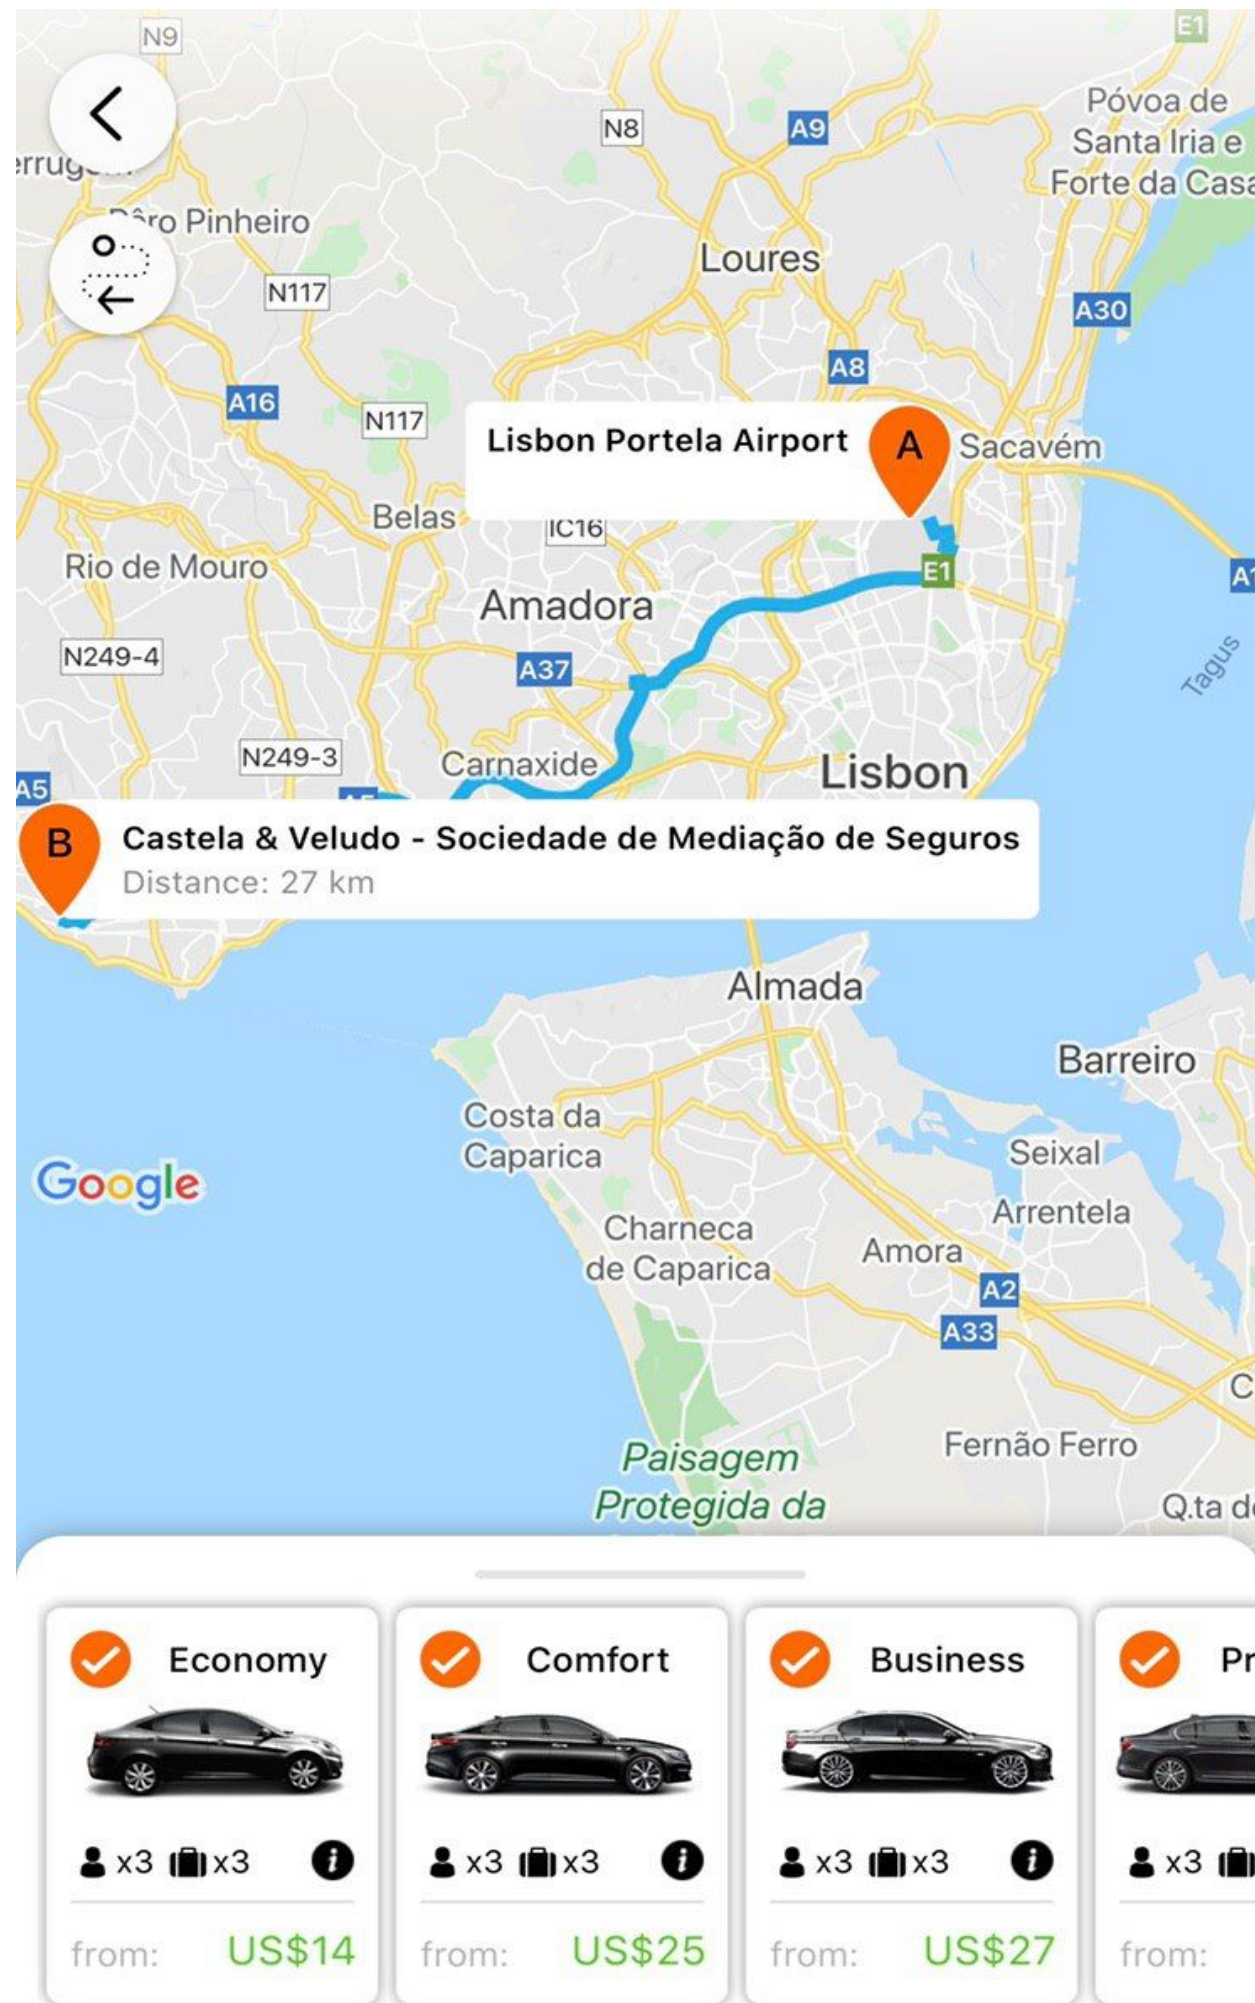 N9
E1
Póvoa de
Santa Iria e
Forte da Casa
N8
A9
Pinheiro
Loures
N117
A30
A8
A16
N117
Lisbon Portela Airport
A
Sacavém
Belas
IC16
Rio de Mouro
E1
Amadora
N249-4
A37
Tagus
N249-3
Carnaxide
Lisbon
A5
B
Castela & Veludo - Sociedade de Mediação de Seguros
Distance: 27 km
Almada
Barreiro
Costa da
Caparica
Seixal
Google
Arrentela
Charneca
de Caparica
Amora
A2
A33
Fernão Ferro
Paisagem
Protegida da
Q.ta
Economy
Comfort
Business
x3 x3
x3 x3
x3 x3
x3
from: US$14
from: US$25
from: US$27
from: